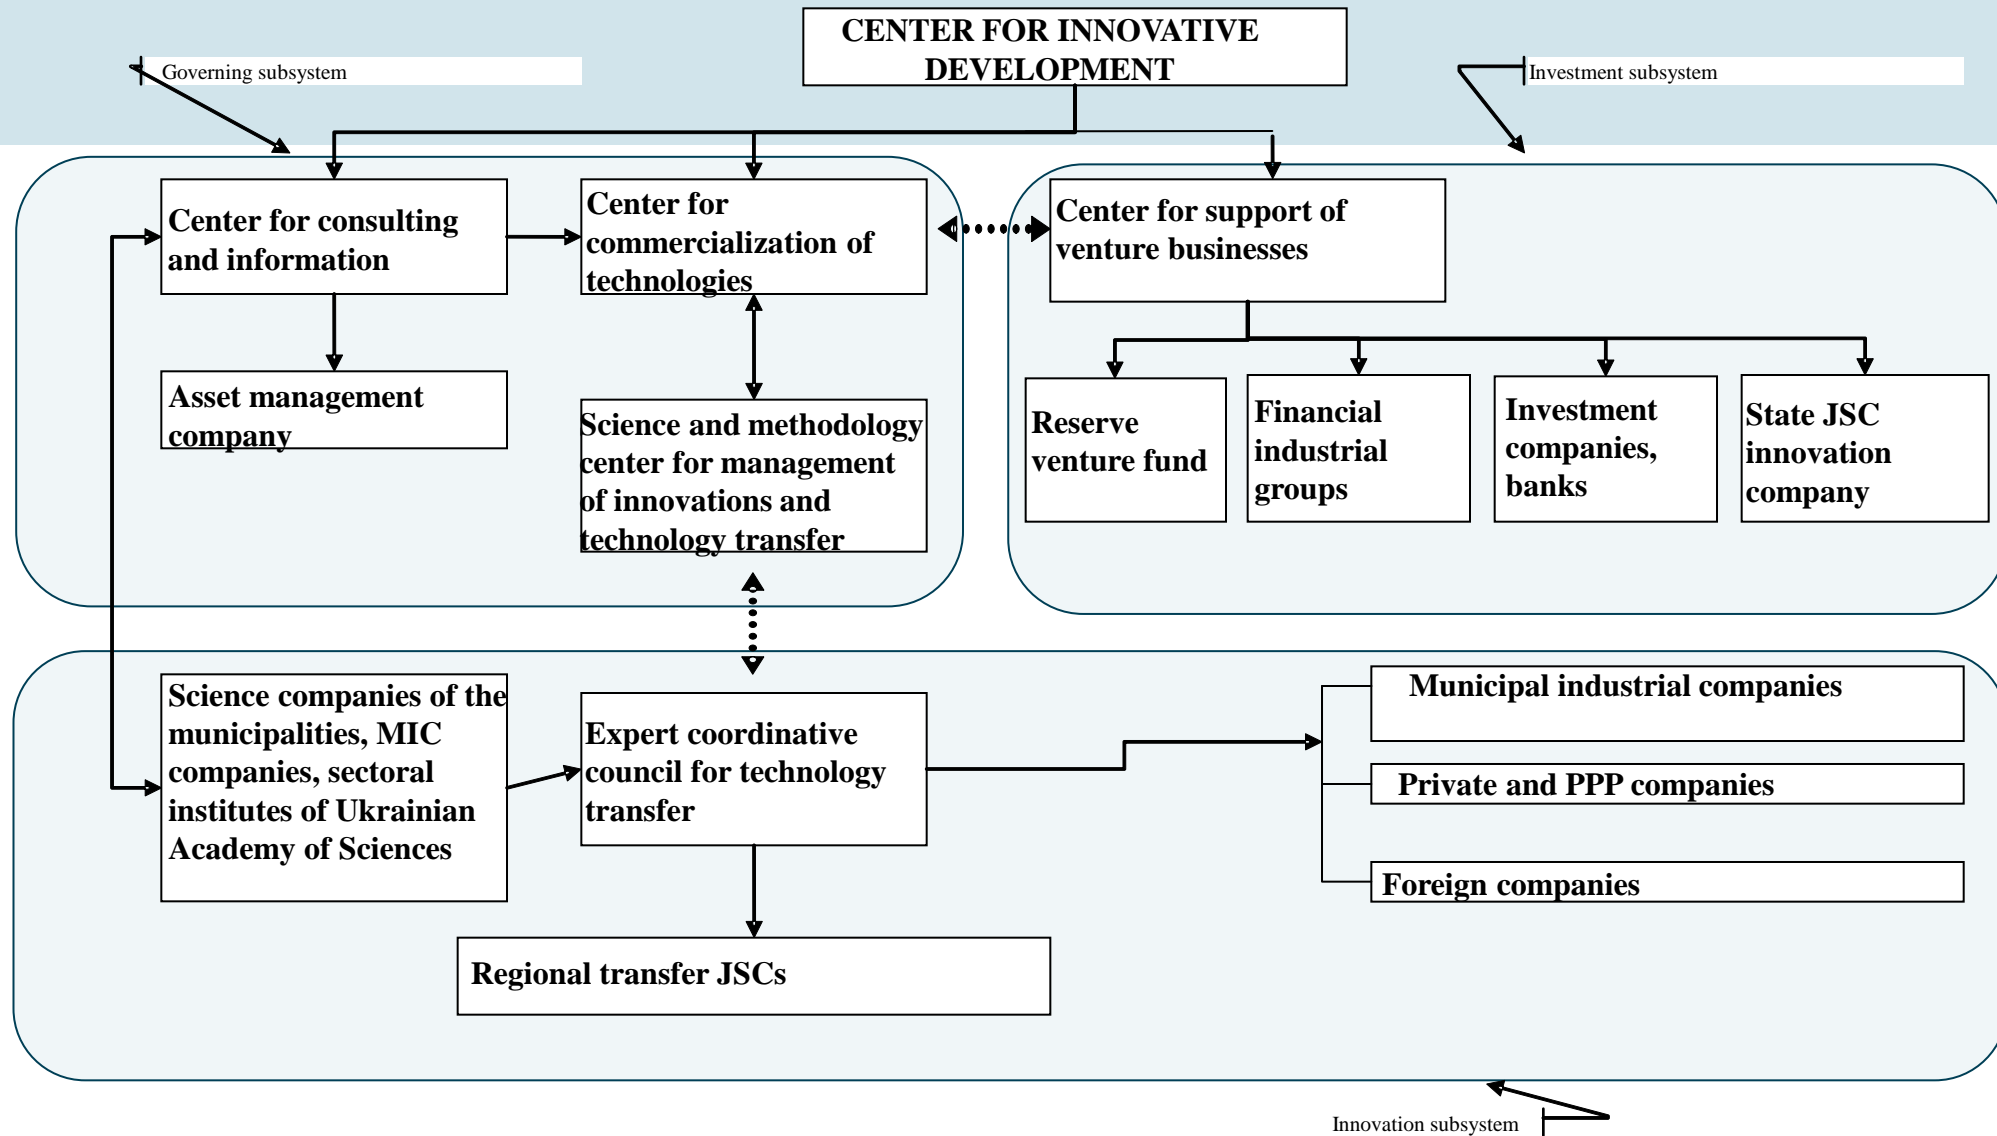 CENTER FOR INNOVATIVE
DEVELOPMENT
Governing subsystem
Investment subsystem
Center for consulting
and information
Center for
commercialization of
technologies
Center for support of
venture businesses
Asset management
company
Science and methodology
center for management
of innovations and
technology transfer
Reserve
venture fund
Financial
industrial
groups
Investment
companies,
banks
State JSC
innovation
company
Science companies of the
municipalities, MIC
companies, sectoral
institutes of Ukrainian
Academy of Sciences
Expert coordinative
council for technology
transfer
Municipal industrial companies
Private and PPP companies
Foreign companies
Regional transfer JSCs
Innovation subsystem